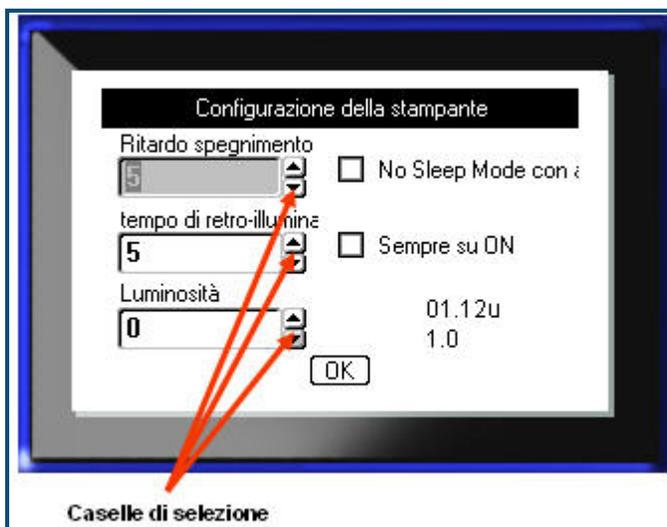 Configurazione della stampante
Ritardo spegnimento
5
No Sleep Mode con a
tempo di retro-illumina
5
Sempre su ON
Luminosità
0
01.12u
1.0
OK
Caselle di selezione